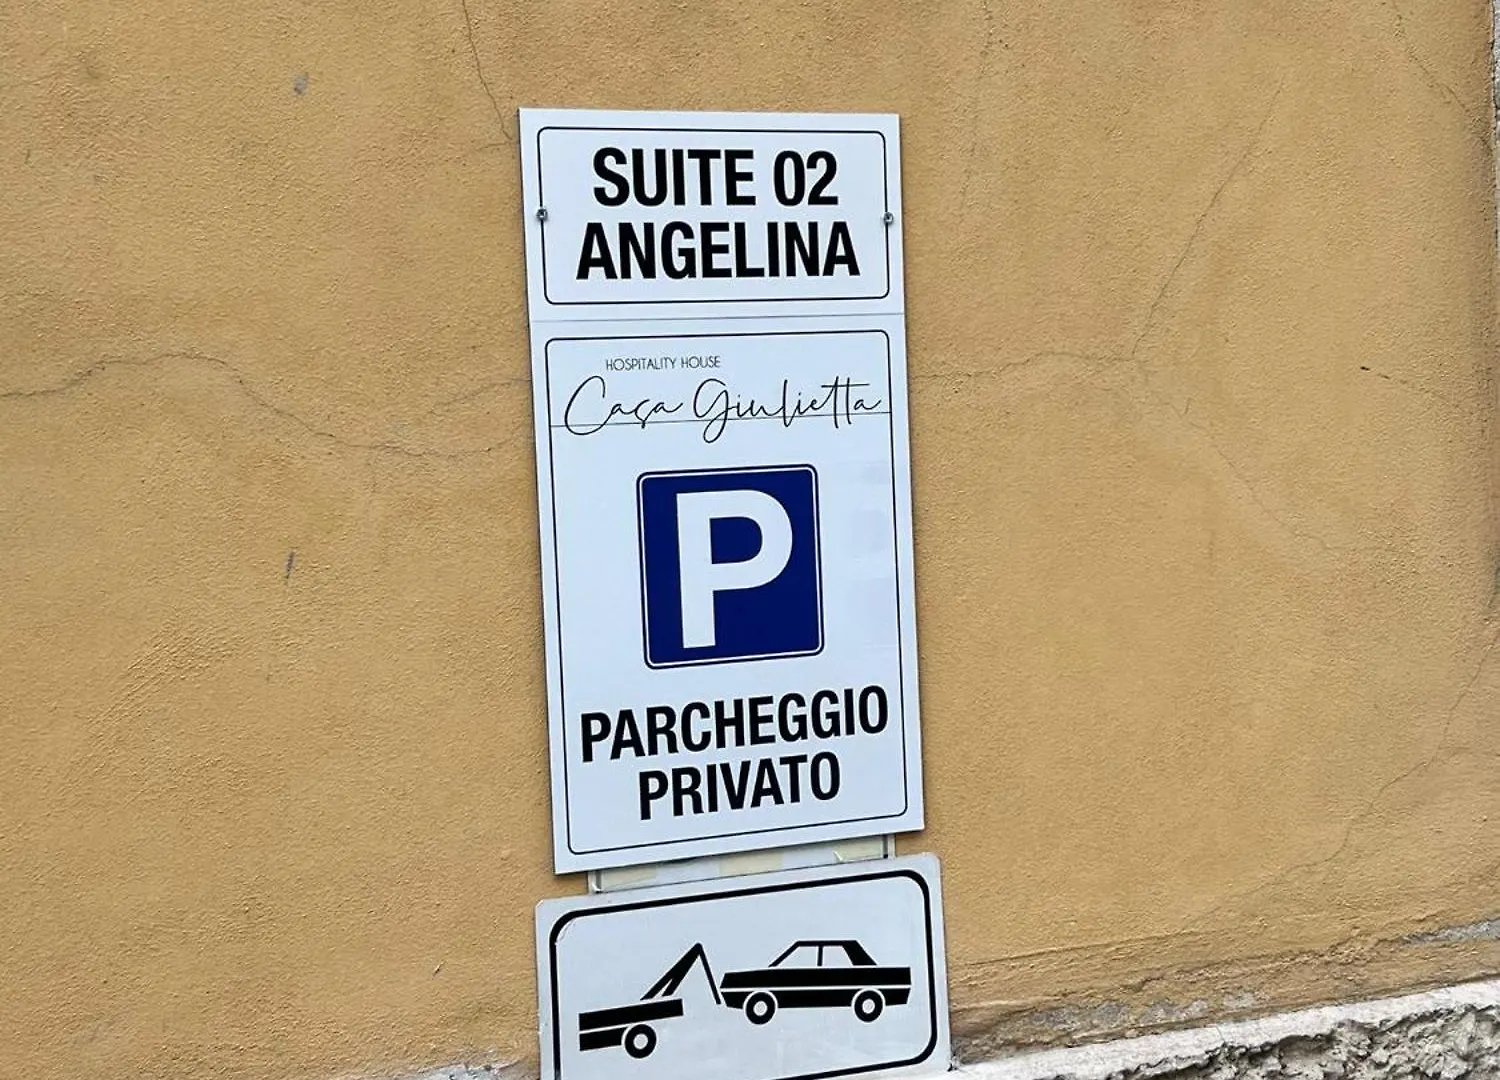 SUITE 02
ANGELINA
HOSPITALITY HOUSE
Casa Giulietta
P
PARCHEGGIO
PRIVATO